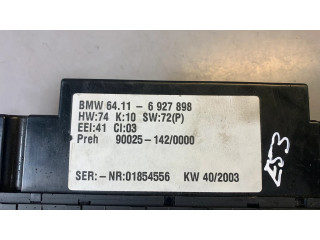 BMW 64.11 - 6 927 898
HW:74 K:10 SW:72(P)
EEI:41 CI:03
Preh 90025-142/0000
SER:-NR:01854556 KW 40/2003
E53